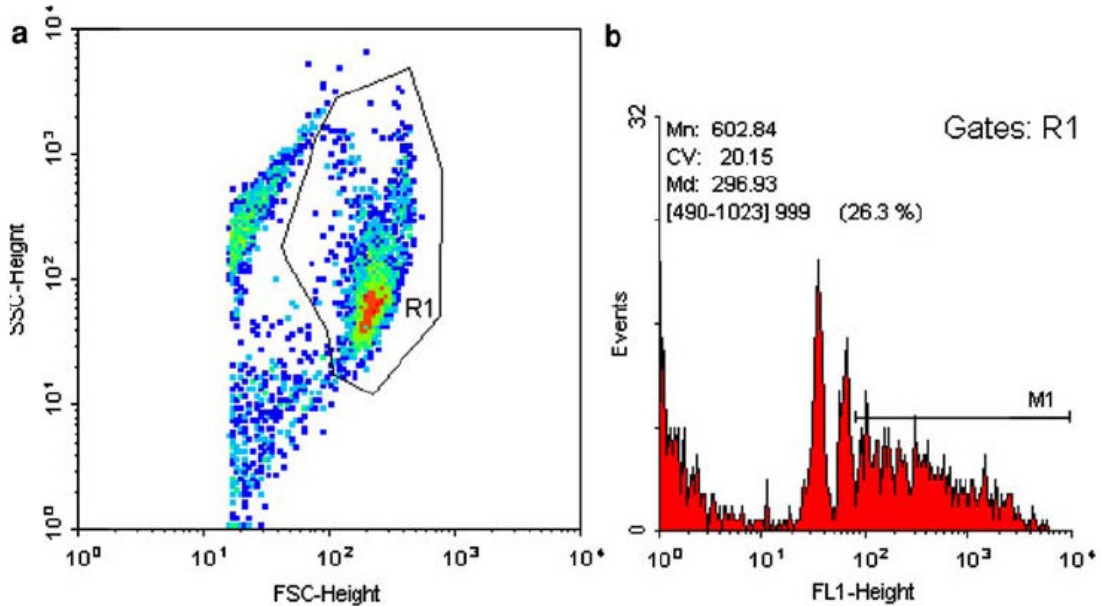 a
10⁴
10³
10²
10¹
10⁰
SSC-Height
R1
10⁰ 10¹ 10² 10³ 10⁴
FSC-Height
b
32
Mn: 602.84
CV: 20.15
Md: 296.93
[490-1023] 999 (26.3 %)
Gates: R1
Events
M1
0
10⁰ 10¹ 10² 10³ 10⁴
FL1-Height